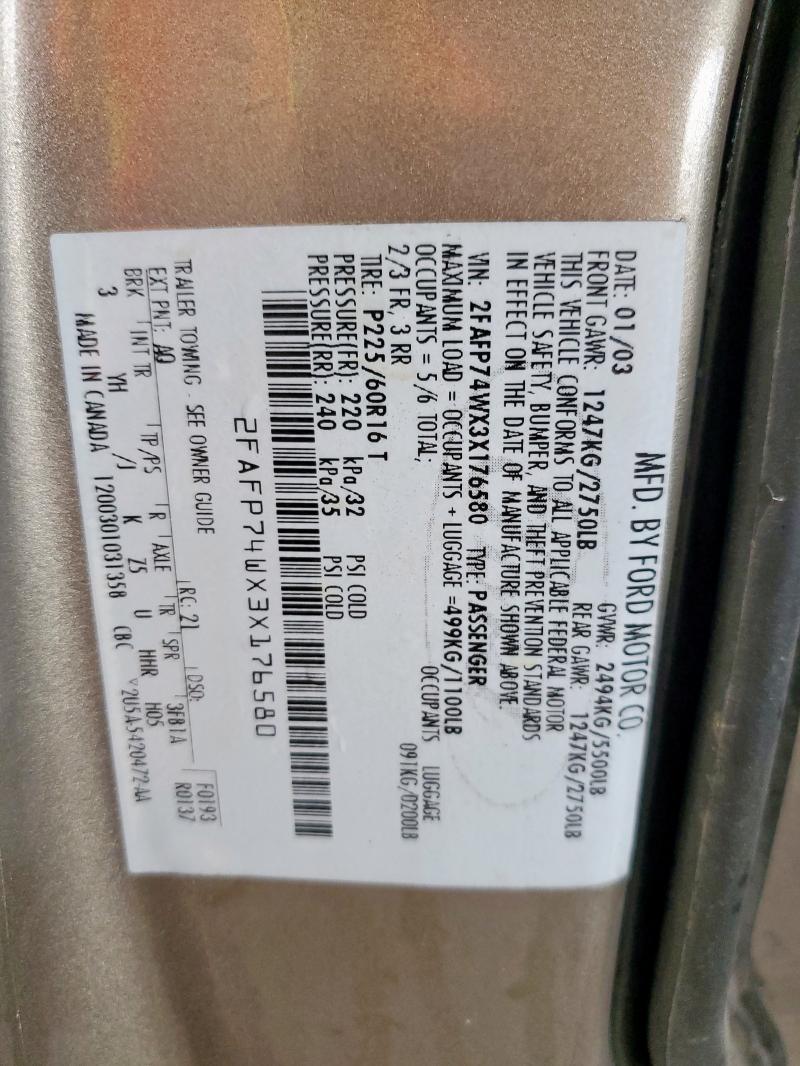 MFD. BY FORD MOTOR CO.
DATE: 01/03 GVWR: 2494KG/5500LB
FRONT GAWR: 1247KG/2750LB REAR GAWR: 1247KG/2750LB
THIS VEHICLE CONFORMS TO ALL APPLICABLE FEDERAL MOTOR
VEHICLE SAFETY, BUMPER, AND THEFT PREVENTION STANDARDS
IN EFFECT ON THE DATE OF MANUFACTURE SHOWN ABOVE.
VIN: 2FAFP74WX3X176580 TYPE: PASSENGER
MAXIMUM LOAD = OCCUPANTS + LUGGAGE =499KG/1100LB
OCCUPANTS = 5/6 TOTAL, OCCUPANTS LUGGAGE
2/3 FR, 3 RR 091KG/0200LB
TIRE: P225/60R16 T
PRESSURE(FR): 220 kPa/32 PSI COLD
PRESSURE(RR): 240 kPa/35 PSI COLD
2FAFP74WX3X176580
TRAILER TOWING - SEE OWNER GUIDE
EXT PNT: AQ RC: 21 DSO: F0193
BRK INT TR TP/PS R AXLE TR SPR 3FB1A R0137
3 YH /J K Z5 U HHR H05
MADE IN CANADA 1200301031358 CBC ▽2U5A-5420472-AA